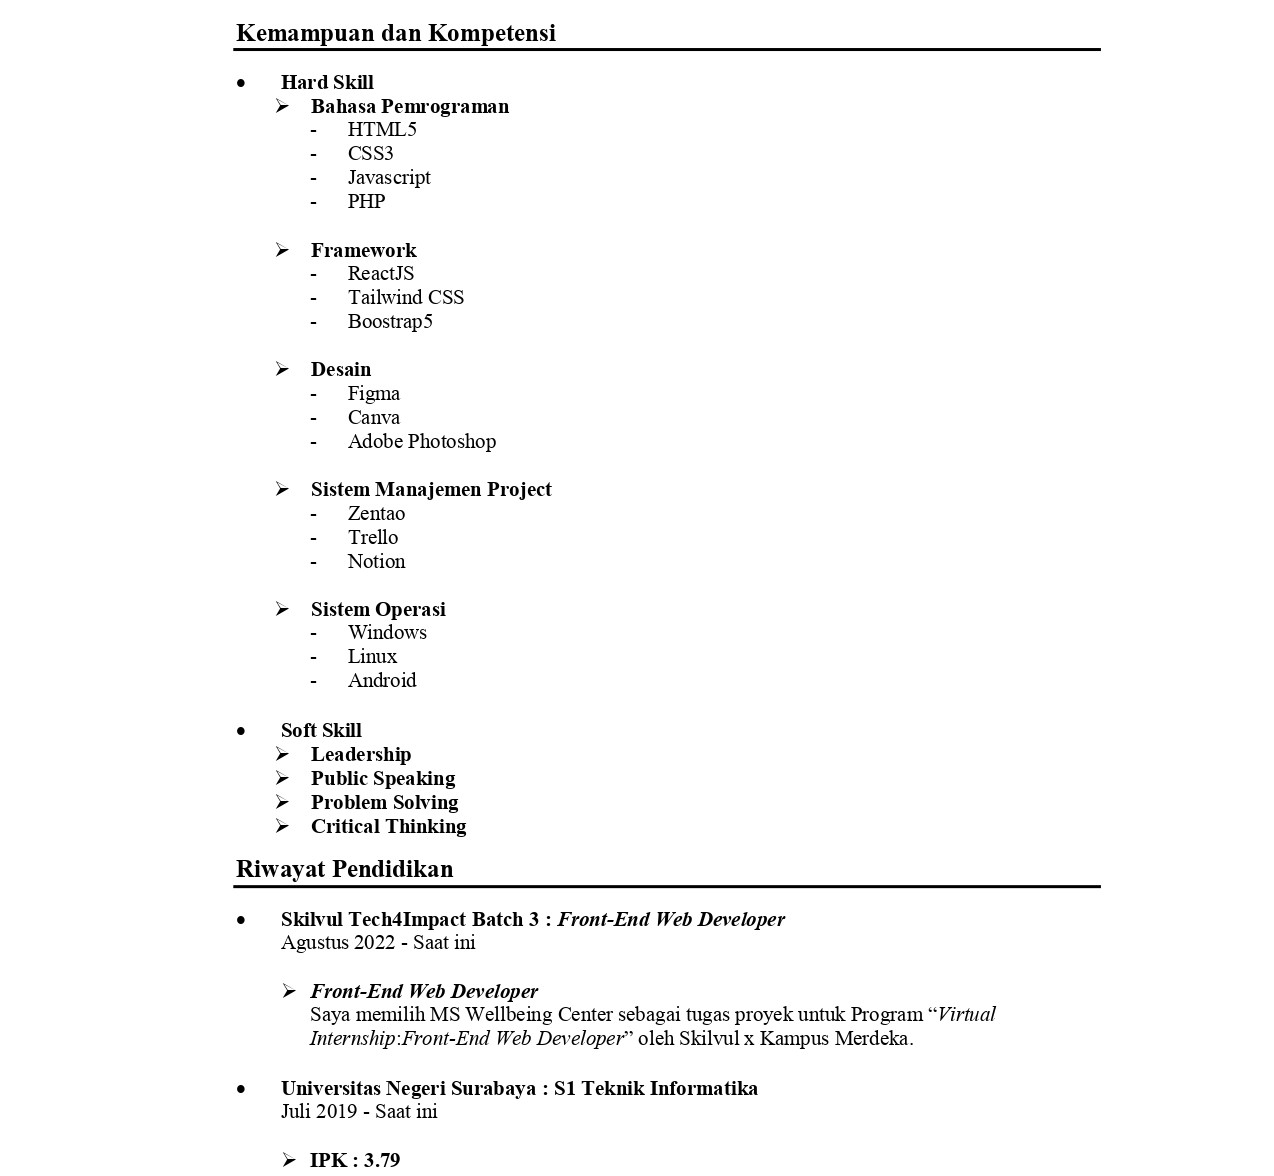 Kemampuan dan Kompetensi
• Hard Skill
➢ Bahasa Pemrograman
- HTML5
- CSS3
- Javascript
- PHP
➢ Framework
- ReactJS
- Tailwind CSS
- Boostrap5
➢ Desain
- Figma
- Canva
- Adobe Photoshop
➢ Sistem Manajemen Project
- Zentao
- Trello
- Notion
➢ Sistem Operasi
- Windows
- Linux
- Android
• Soft Skill
➢ Leadership
➢ Public Speaking
➢ Problem Solving
➢ Critical Thinking
Riwayat Pendidikan
• Skilvul Tech4Impact Batch 3 : Front-End Web Developer
Agustus 2022 - Saat ini
➢ Front-End Web Developer
Saya memilih MS Wellbeing Center sebagai tugas proyek untuk Program “Virtual
Internship:Front-End Web Developer” oleh Skilvul x Kampus Merdeka.
• Universitas Negeri Surabaya : S1 Teknik Informatika
Juli 2019 - Saat ini
➢ IPK : 3.79